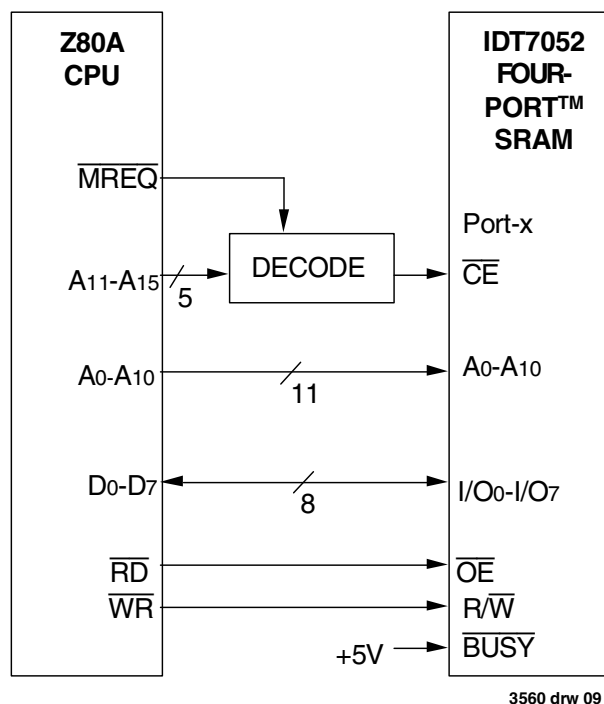 Z80A
CPU
IDT7052
FOUR-
PORT™
SRAM
MREQ
Port-x
DECODE
CE
A11-A15
5
A0-A10
11
A0-A10
D0-D7
8
I/O0-I/O7
RD
OE
WR
R/W
+5V
BUSY
3560 drw 09